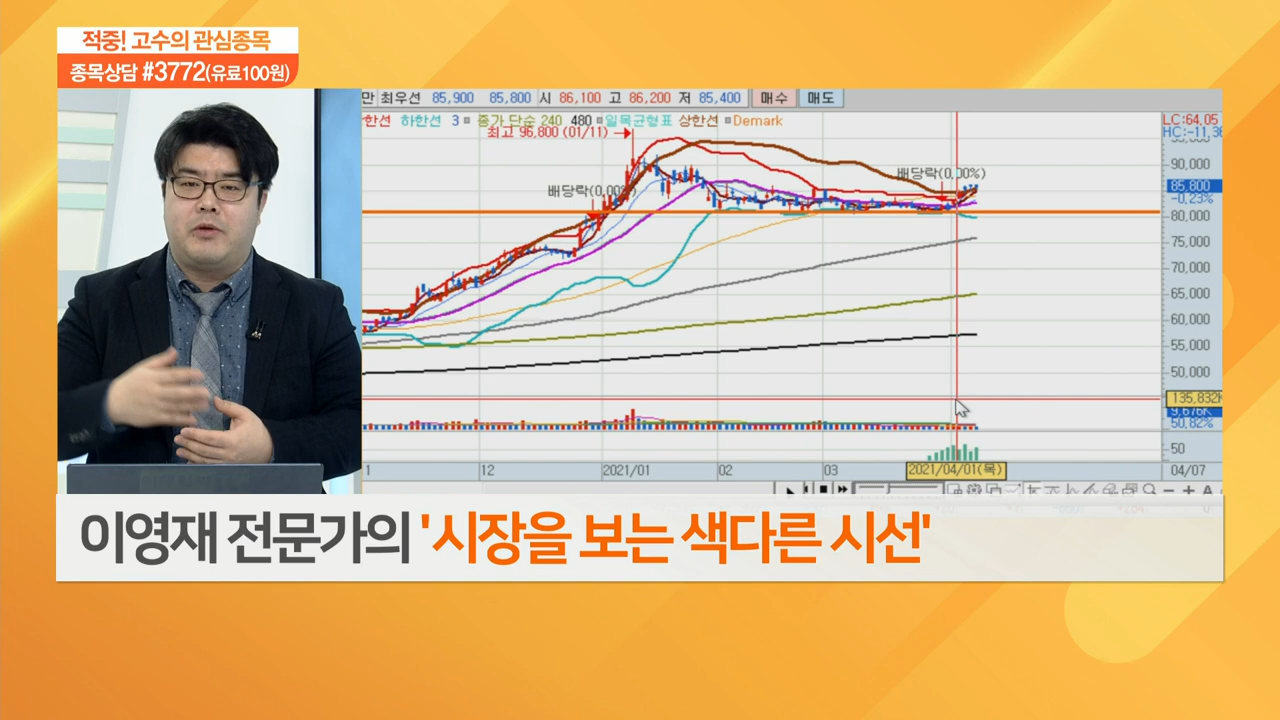 적중! 고수의 관심종목
종목상담 #3772(유료100원)
만 최우선 85,900 85,800 시 86,100 고 86,200 저 85,400 매수 매도
한선 하한선 3 종가 단순 240 480 일목균형표 상한선 Demark
최고 96,800 (01/11)
배당락(0,00%)
배당락(0,00%)
LC:64,05
HC:-11,36
95,000
90,000
85,800
-0,23%
80,000
75,000
70,000
65,000
60,000
55,000
50,000
135,832K
9,676K
50,82%
50
12 2021/01 02 03 2021/04/01(목) 04/07
이영재 전문가의 '시장을 보는 색다른 시선'